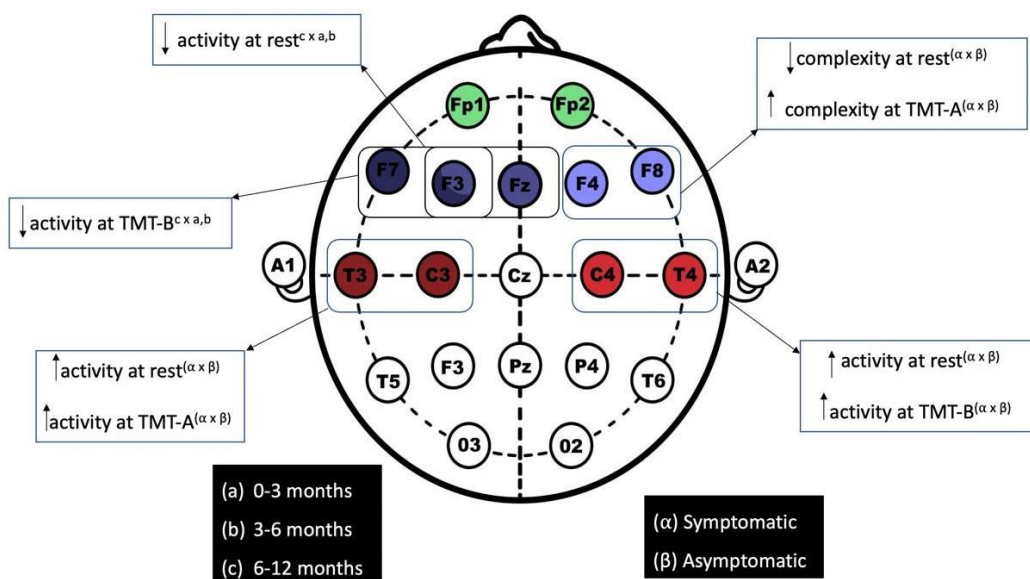 ↓ activity at rest^c x a,b
↓ complexity at rest^(α x β)
↑ complexity at TMT-A^(α x β)
Fp1 Fp2
F7 F3 Fz F4 F8
↓ activity at TMT-B^c x a,b
A1 T3 C3 Cz C4 T4 A2
↑ activity at rest^(α x β)
↑ activity at TMT-A^(α x β)
T5 F3 Pz P4 T6
↑ activity at rest^(α x β)
↑ activity at TMT-B^(α x β)
03 02
(a) 0-3 months
(b) 3-6 months
(c) 6-12 months
(α) Symptomatic
(β) Asymptomatic